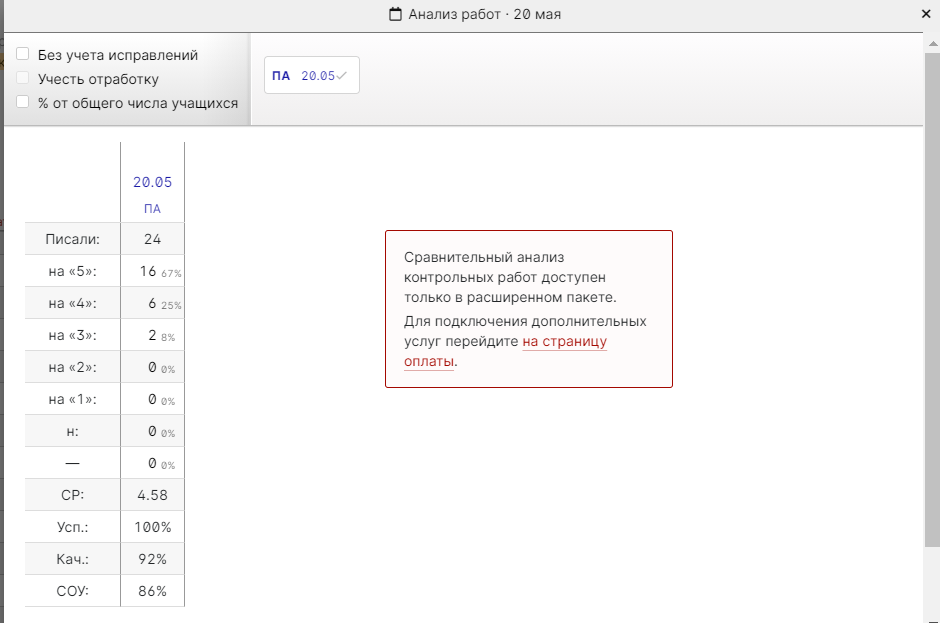 Анализ работ · 20 мая
Без учета исправлений
Учесть отработку
% от общего числа учащихся
ПА 20.05
20.05
ПА
Писали: 24
на «5»: 16 67%
на «4»: 6 25%
на «3»: 2 8%
на «2»: 0 0%
на «1»: 0 0%
н: 0 0%
— 0 0%
СР: 4.58
Усп.: 100%
Кач.: 92%
СОУ: 86%
Сравнительный анализ
контрольных работ доступен
только в расширенном пакете.
Для подключения дополнительных
услуг перейдите на страницу
оплаты.